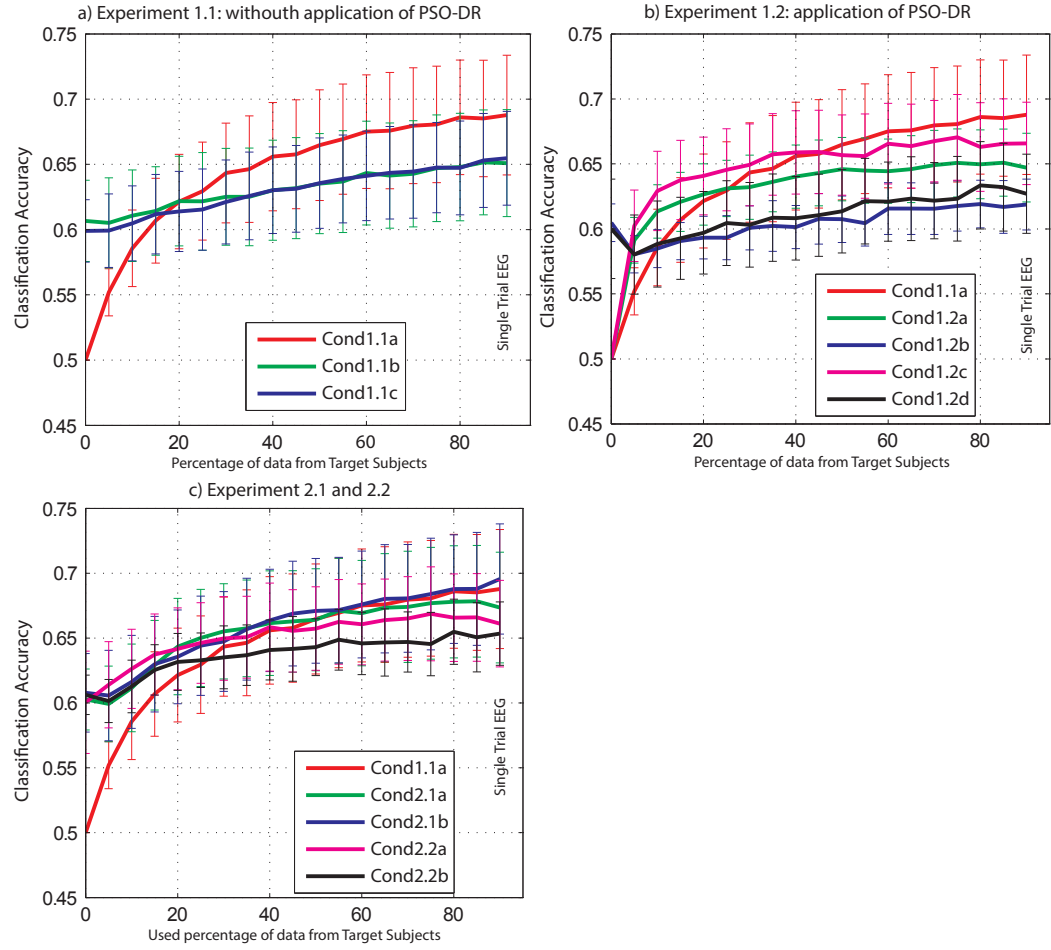 a) Experiment 1.1: withouth application of PSO-DR
0.75
0.7
0.65
0.6
0.55
0.5
0.45
Classification Accuracy
Single Trial EEG
Cond1.1a
Cond1.1b
Cond1.1c
0 20 40 60 80
Percentage of data from Target Subjects
b) Experiment 1.2: application of PSO-DR
0.75
0.7
0.65
0.6
0.55
0.5
0.45
Classification Accuracy
Single Trial EEG
Cond1.1a
Cond1.2a
Cond1.2b
Cond1.2c
Cond1.2d
0 20 40 60 80
Percentage of data from Target Subjects
c) Experiment 2.1 and 2.2
0.75
0.7
0.65
0.6
0.55
0.5
0.45
Classification Accuracy
Single Trial EEG
Cond1.1a
Cond2.1a
Cond2.1b
Cond2.2a
Cond2.2b
0 20 40 60 80
Used percentage of data from Target Subjects